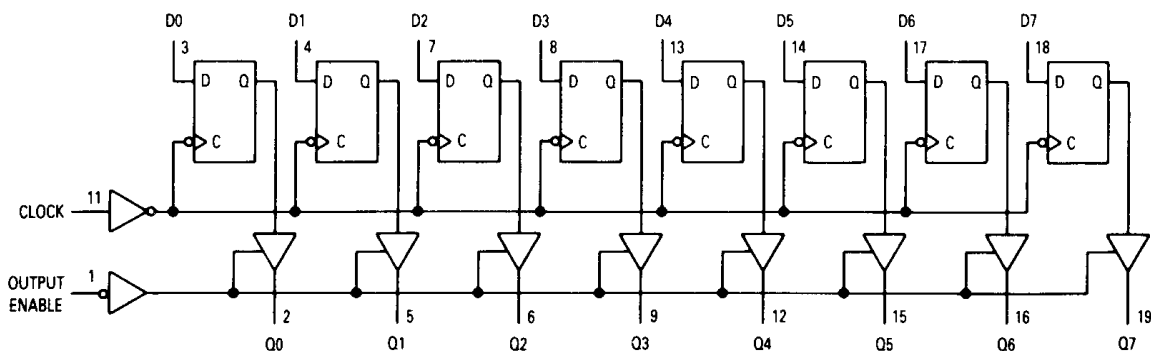 D0 D1 D2 D3 D4 D5 D6 D7
3 4 7 8 13 14 17 18
D Q D Q D Q D Q D Q D Q D Q D Q
C C C C C C C C
11
CLOCK
1
OUTPUT
ENABLE
2 5 6 9 12 15 16 19
Q0 Q1 Q2 Q3 Q4 Q5 Q6 Q7